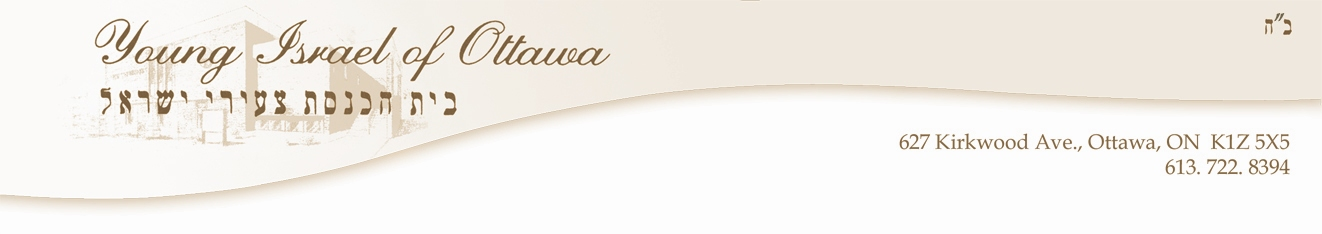 ב״ה
Young Israel of Ottawa
בית הכנסת צעירי ישראל
627 Kirkwood Ave., Ottawa, ON K1Z 5X5
613. 722. 8394